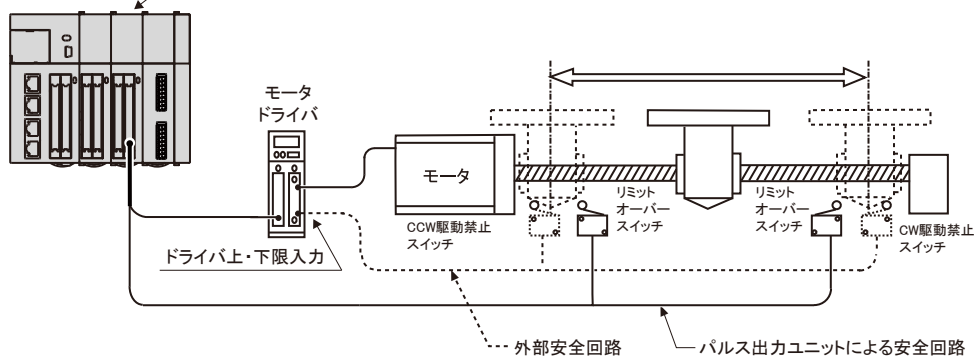 モータ
ドライバ
モータ
リミット
オーバー
スイッチ
リミット
オーバー
スイッチ
CCW駆動禁止
スイッチ
CW駆動禁止
スイッチ
ドライバ上・下限入力
外部安全回路
パルス出力ユニットによる安全回路